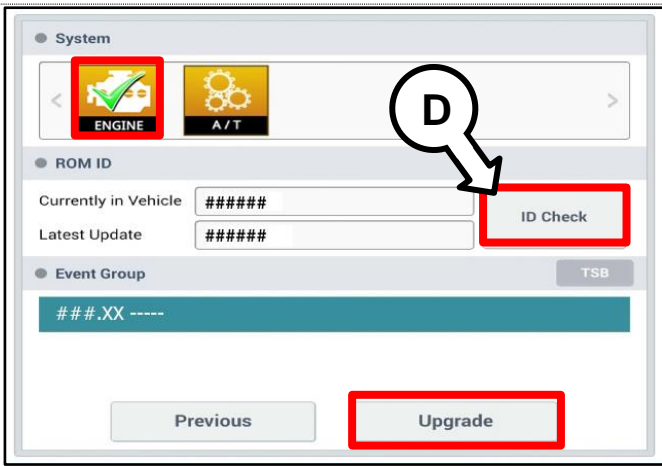 System
ENGINE
A/T
D
ROM ID
Currently in Vehicle ######
ID Check
Latest Update ######
Event Group TSB
###.XX -----
Previous Upgrade